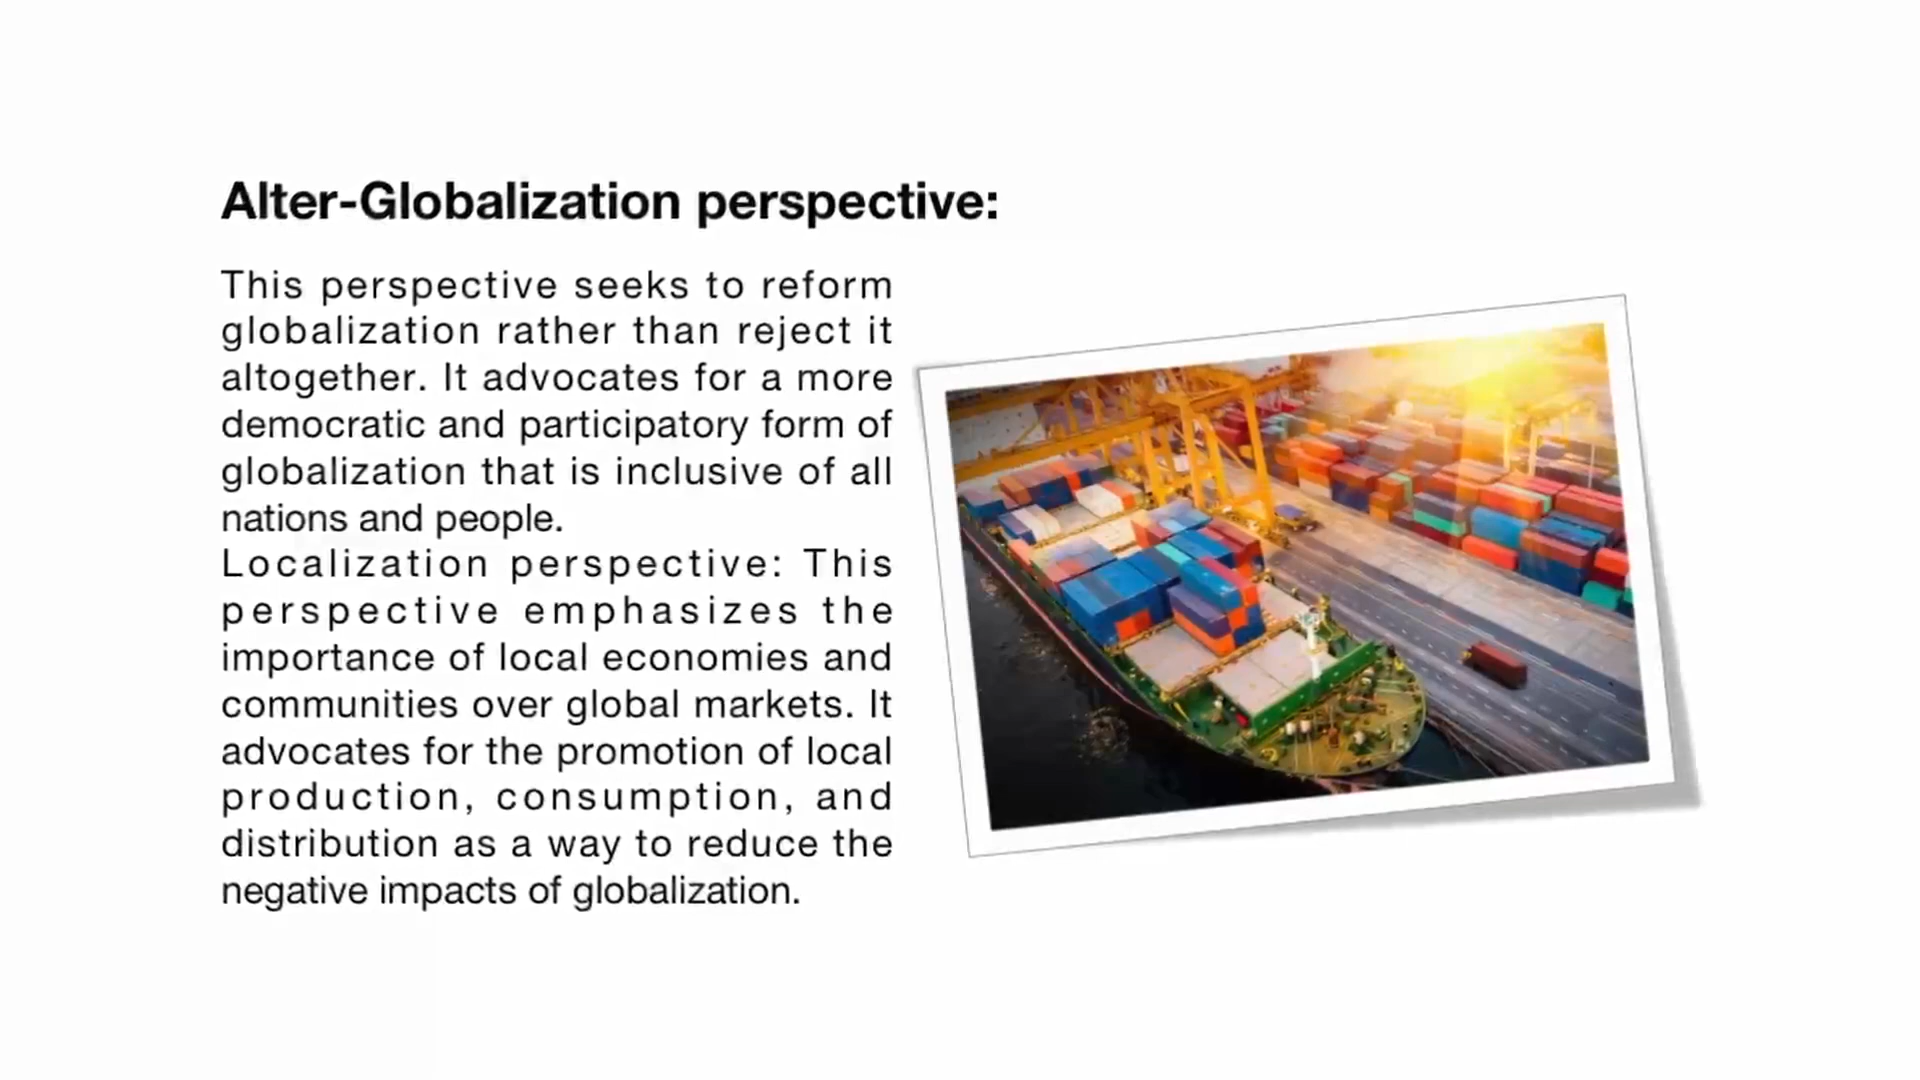 Alter-Globalization perspective:
This perspective seeks to reform
globalization rather than reject it
altogether. It advocates for a more
democratic and participatory form of
globalization that is inclusive of all
nations and people.
Localization perspective: This
perspective emphasizes the
importance of local economies and
communities over global markets. It
advocates for the promotion of local
production, consumption, and
distribution as a way to reduce the
negative impacts of globalization.